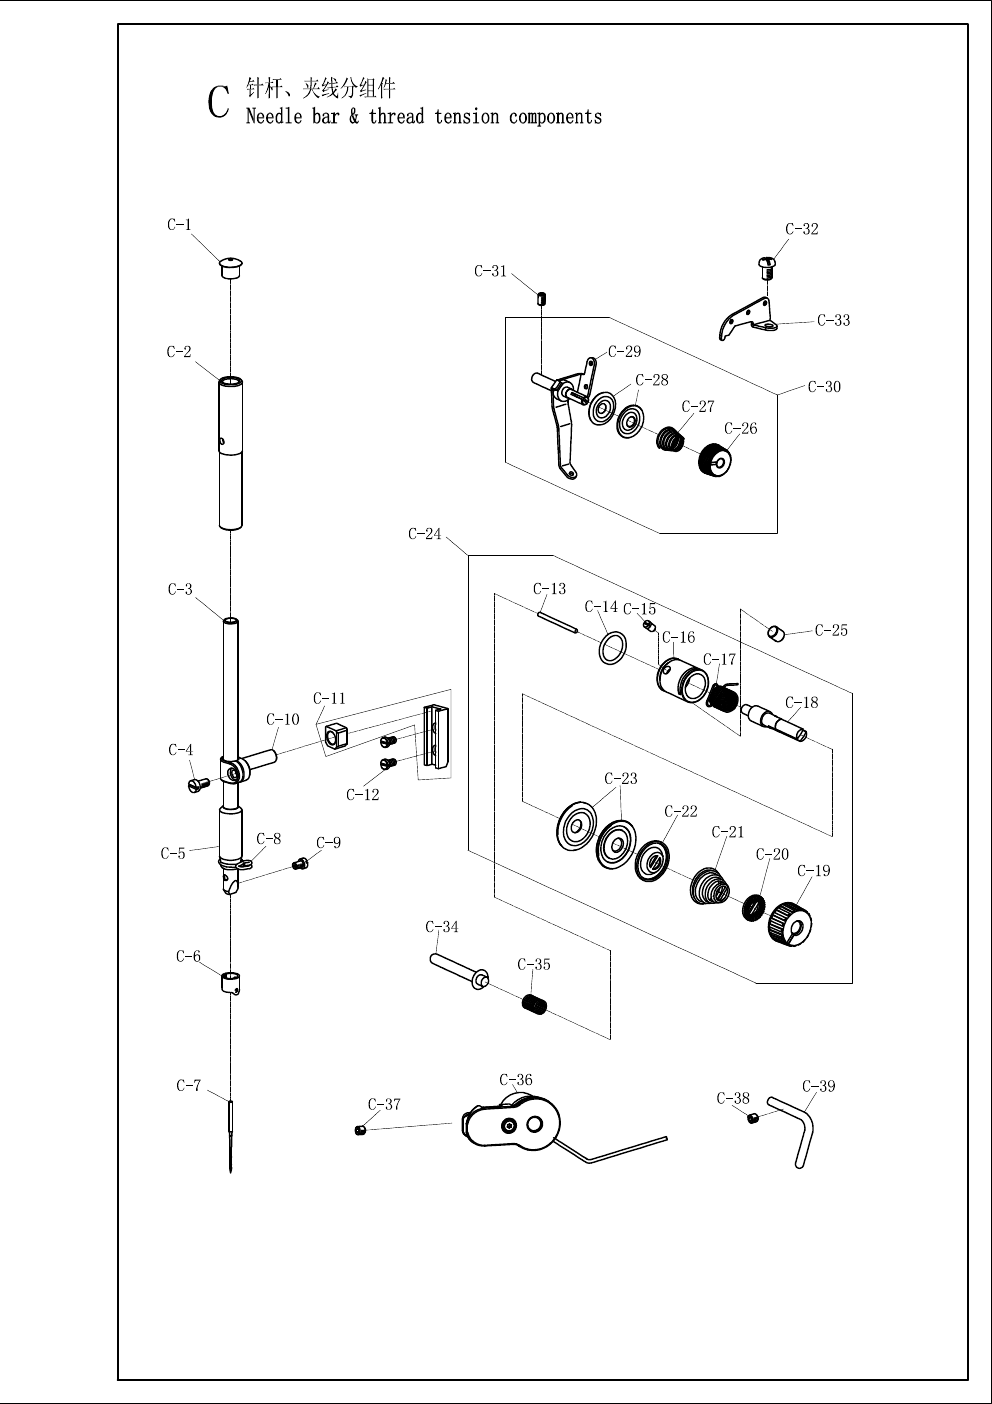 C
针杆、夹线分组件
Needle bar & thread tension components
C-1
C-32
C-31
C-33
C-2
C-29
C-28
C-30
C-27
C-26
C-24
C-3
C-13
C-14
C-15
C-16
C-25
C-17
C-11
C-18
C-10
C-4
C-12
C-23
C-22
C-21
C-5
C-8
C-9
C-20
C-19
C-34
C-6
C-35
C-7
C-36
C-37
C-38
C-39